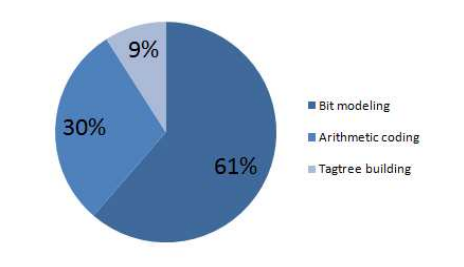 9%
30%
61%
Bit modeling
Arithmetic coding
Tagtree building